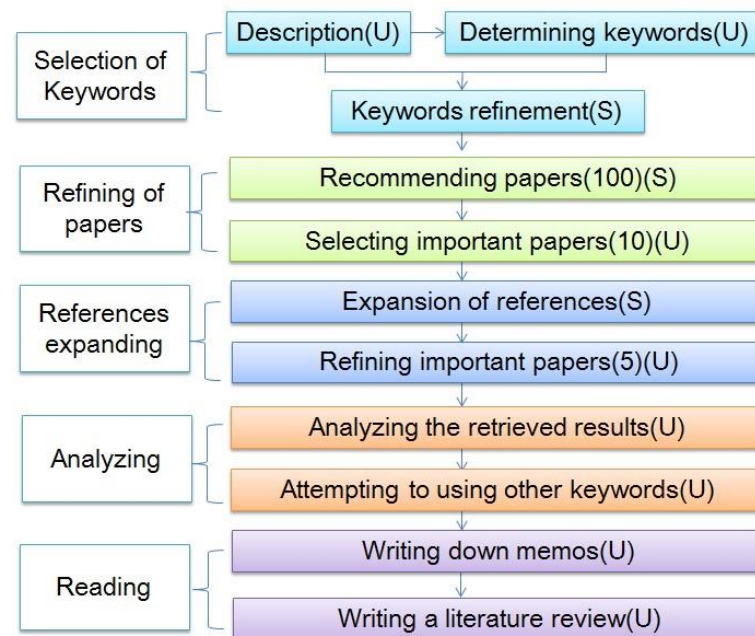 Selection of
Keywords
Description(U)
Determining keywords(U)
Keywords refinement(S)
Refining of
papers
Recommending papers(100)(S)
Selecting important papers(10)(U)
References
expanding
Expansion of references(S)
Refining important papers(5)(U)
Analyzing
Analyzing the retrieved results(U)
Attempting to using other keywords(U)
Reading
Writing down memos(U)
Writing a literature review(U)